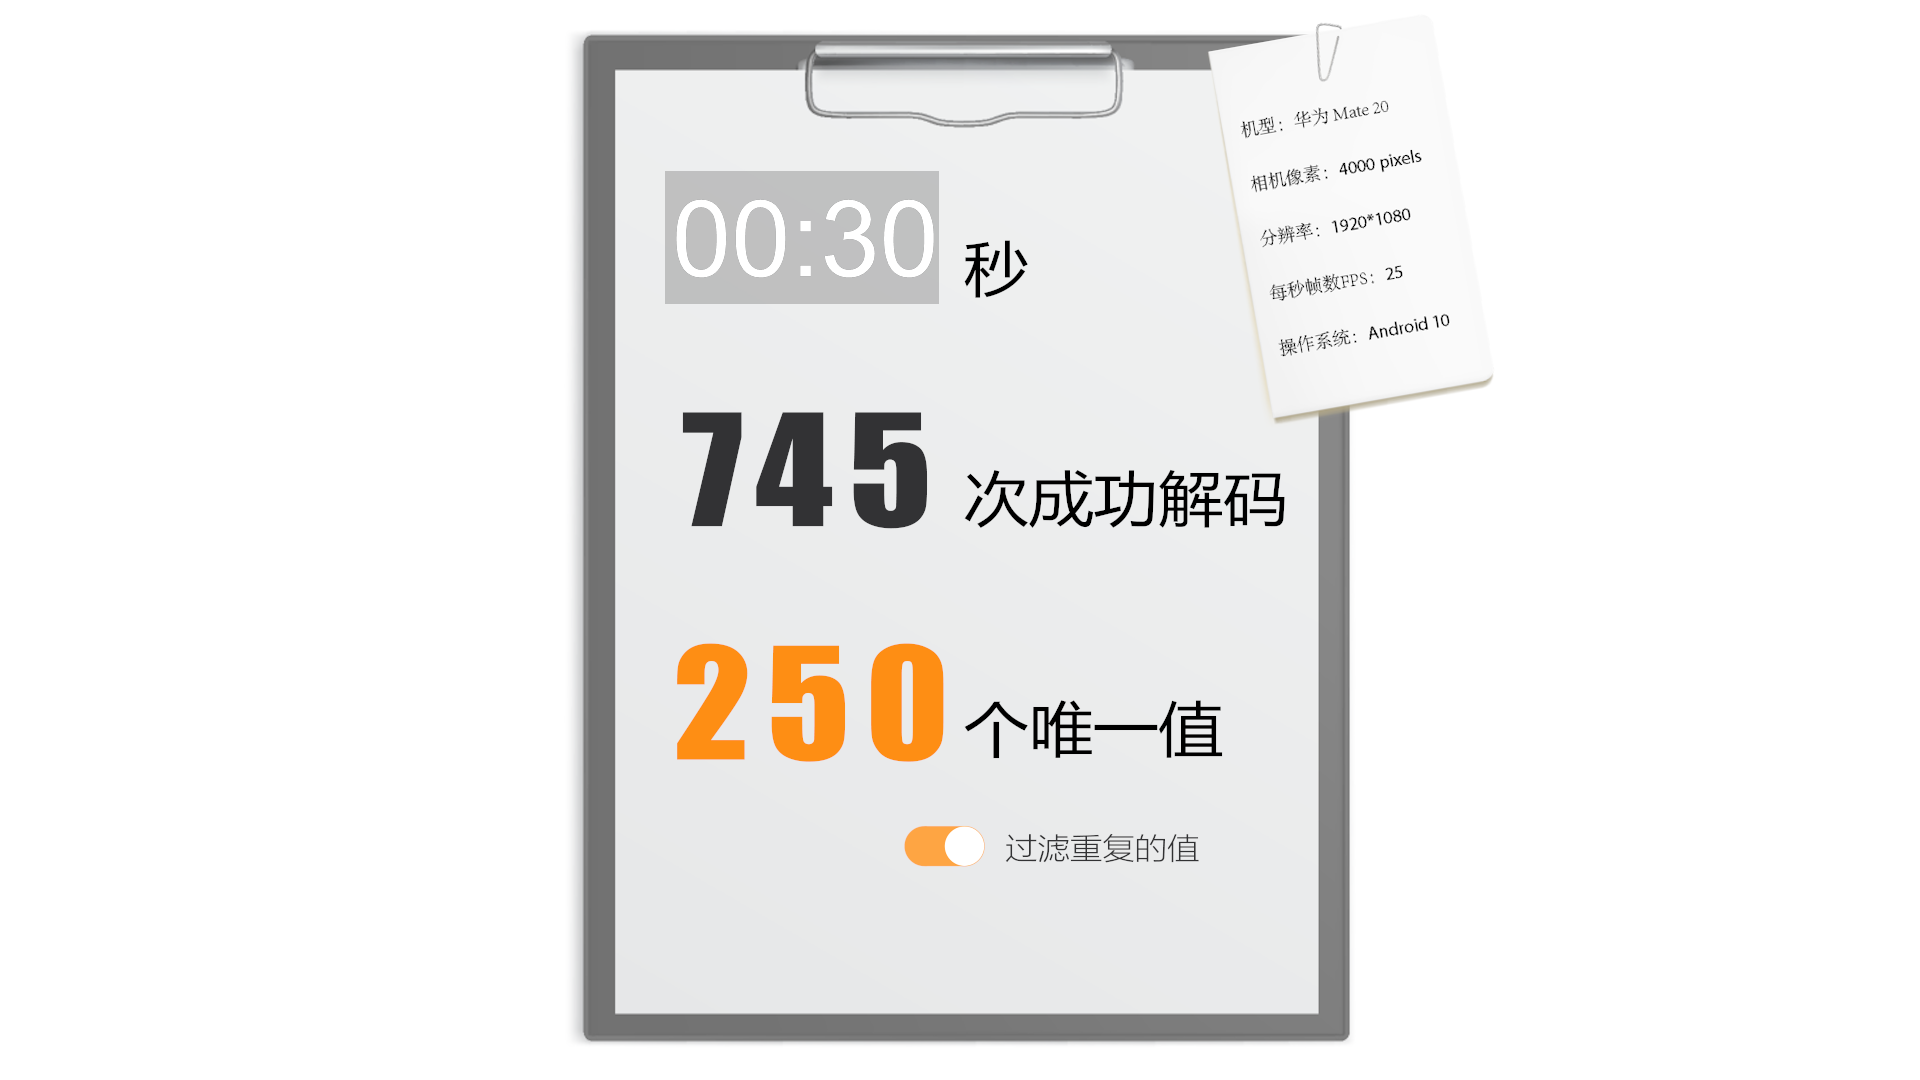 00:30 秒
745 次成功解码
250 个唯一值
过滤重复的值
机型：华为 Mate 20
相机像素：4000 pixels
分辨率：1920*1080
每秒帧数FPS：25
操作系统：Android 10